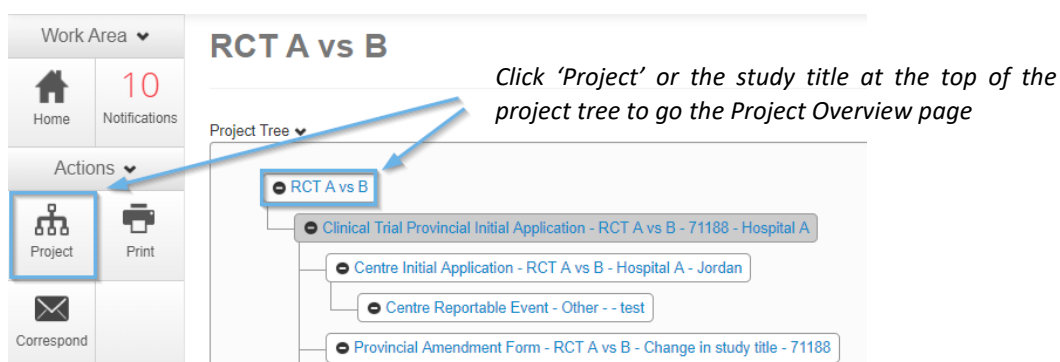 Work Area
RCT A vs B
Click ‘Project’ or the study title at the top of the
project tree to go the Project Overview page
10
Home
Notifications
Project Tree
Actions
RCT A vs B
Clinical Trial Provincial Initial Application - RCT A vs B - 71188 - Hospital A
Project
Print
Centre Initial Application - RCT A vs B - Hospital A - Jordan
Centre Reportable Event - Other - - test
Correspond
Provincial Amendment Form - RCT A vs B - Change in study title - 71188